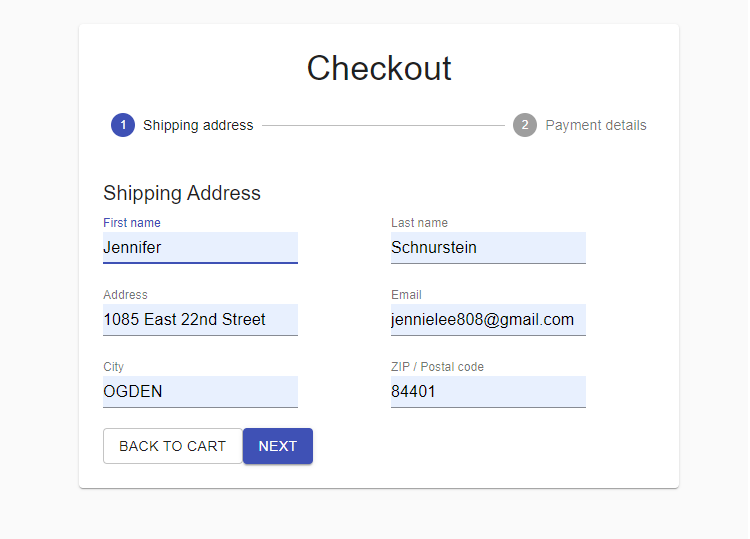 Checkout
1 Shipping address 2 Payment details
Shipping Address
First name Last name
Jennifer Schnurstein
Address Email
1085 East 22nd Street jennielee808@gmail.com
City ZIP / Postal code
OGDEN 84401
BACK TO CART NEXT